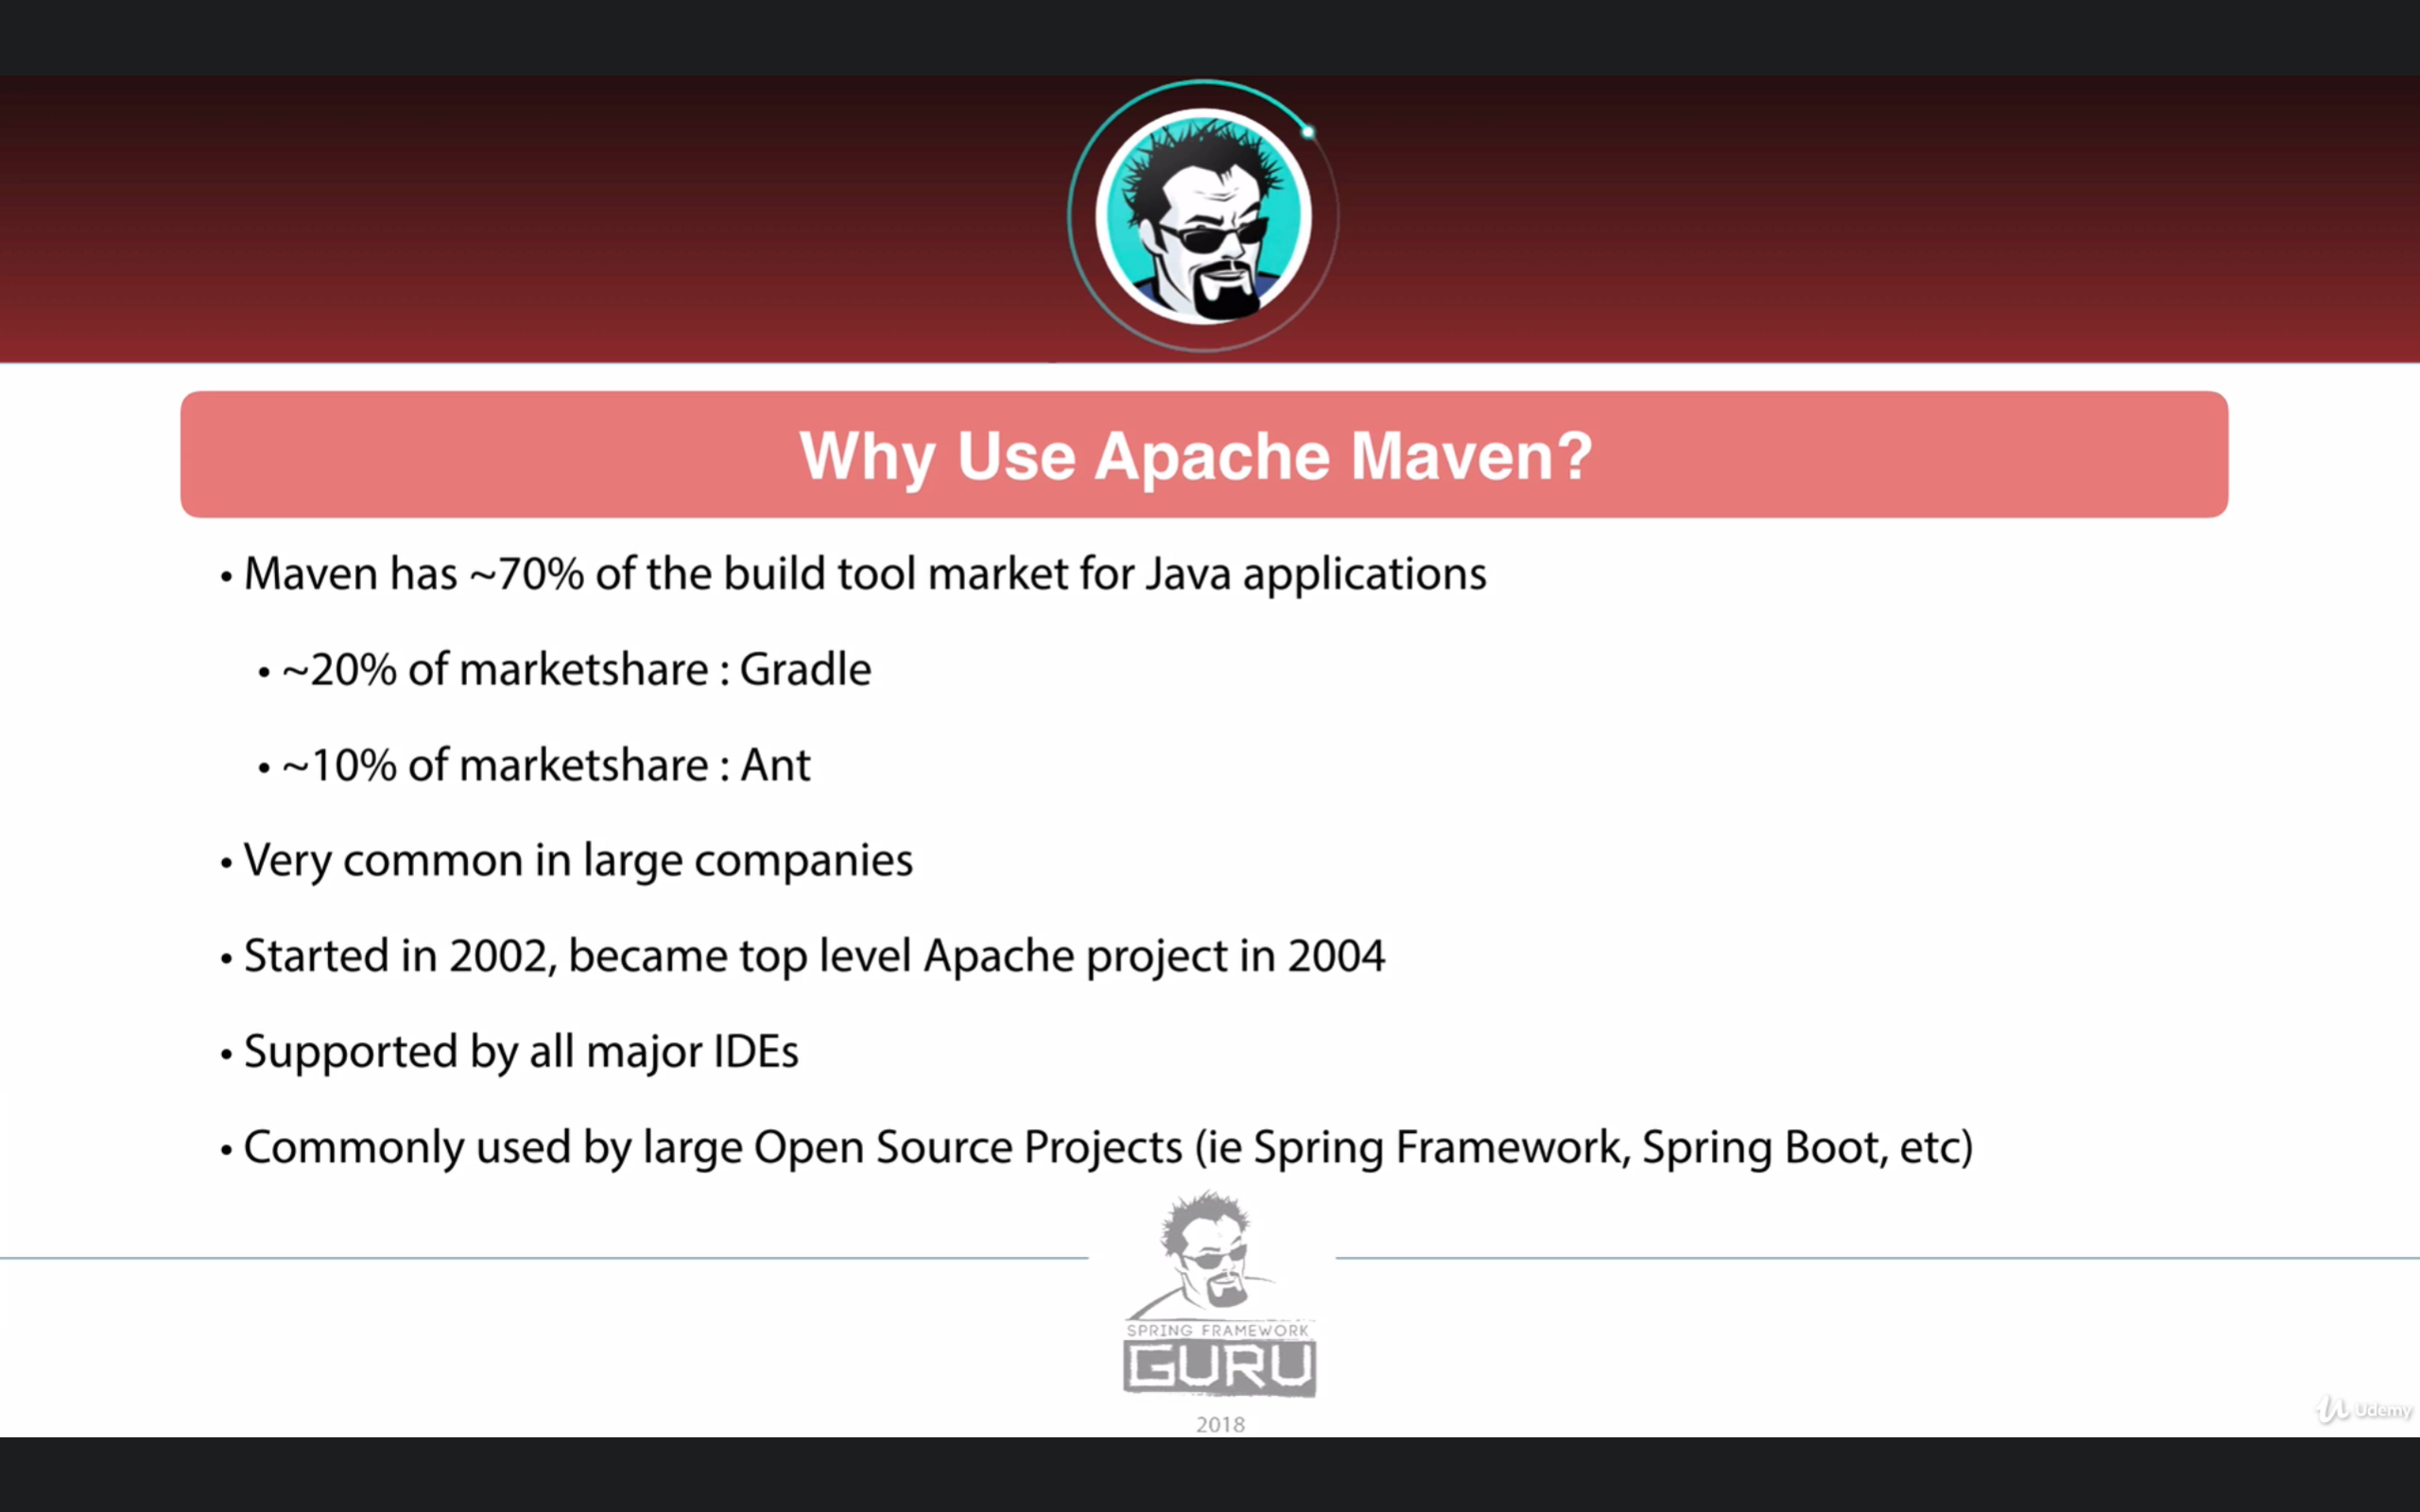 Why Use Apache Maven?
• Maven has ~70% of the build tool market for Java applications
• ~20% of marketshare : Gradle
• ~10% of marketshare : Ant
• Very common in large companies
• Started in 2002, became top level Apache project in 2004
• Supported by all major IDEs
• Commonly used by large Open Source Projects (ie Spring Framework, Spring Boot, etc)
SPRING FRAMEWORK
GURU
2018
Udemy